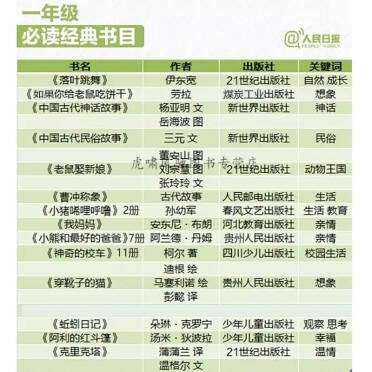 一年级
必读经典书目
@人民日报
PEOPLE'S DAILY
书名 作者 出版社 关键词
《落叶跳舞》 伊东宽 21世纪出版社 自然 成长
《如果你给老鼠吃饼干》 劳拉 煤炭工业出版社 想象
《中国古代神话故事》 杨亚明 文 新世界出版社 神话
岳海波 图
《中国古代民俗故事》 三元 文 新世界出版社 民俗
董安山 图
《老鼠娶新娘》 刘宗慧 图 21世纪出版社 动物王国
张玲玲 文
《曹冲称象》 古代故事 人民邮电出版社 生活
《小猪唏哩呼噜》2册 孙幼军 春风文艺出版社 生活 教育
《我妈妈》 安东尼·布朗 河北教育出版社 亲情
《小熊和最好的爸爸》7册 阿兰德·丹姆 贵州人民出版社 亲情
《神奇的校车》11册 柯尔 著 四川少儿出版社 校园生活
迪根 绘
《穿靴子的猫》 马赛利诺 绘 贵州人民出版社 想象
彭懿 译
《蚯蚓日记》 朵琳·克罗宁 少年儿童出版社 观察 思考
《阿利的红斗篷》 汤米·狄波拉 少年儿童出版社 幸福
《克里克塔》 蒲蒲兰 译 21世纪出版社 温情
温格尔 文